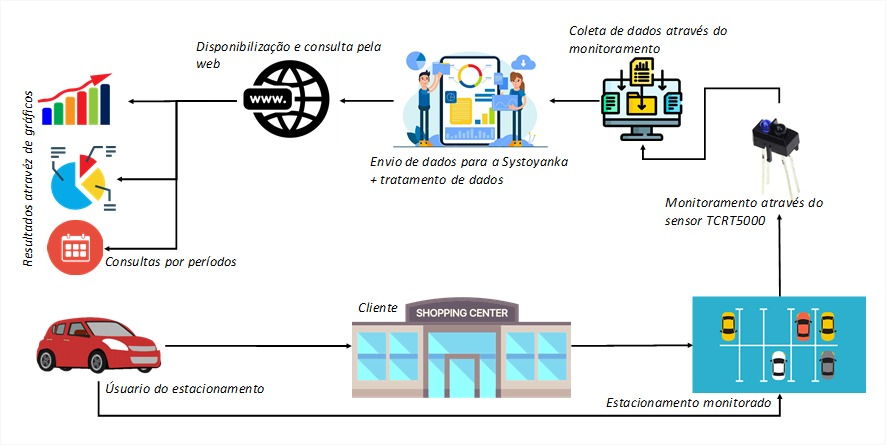 Disponibilização e consulta pela
web
Coleta de dados através do
monitoramento
WWW.
Resultados atravéz de gráficos
Envio de dados para a Systoyanka
+ tratamento de dados
Monitoramento através do
sensor TCRT5000
Consultas por períodos
Cliente
SHOPPING CENTER
Úsuario do estacionamento
Estacionamento monitorado